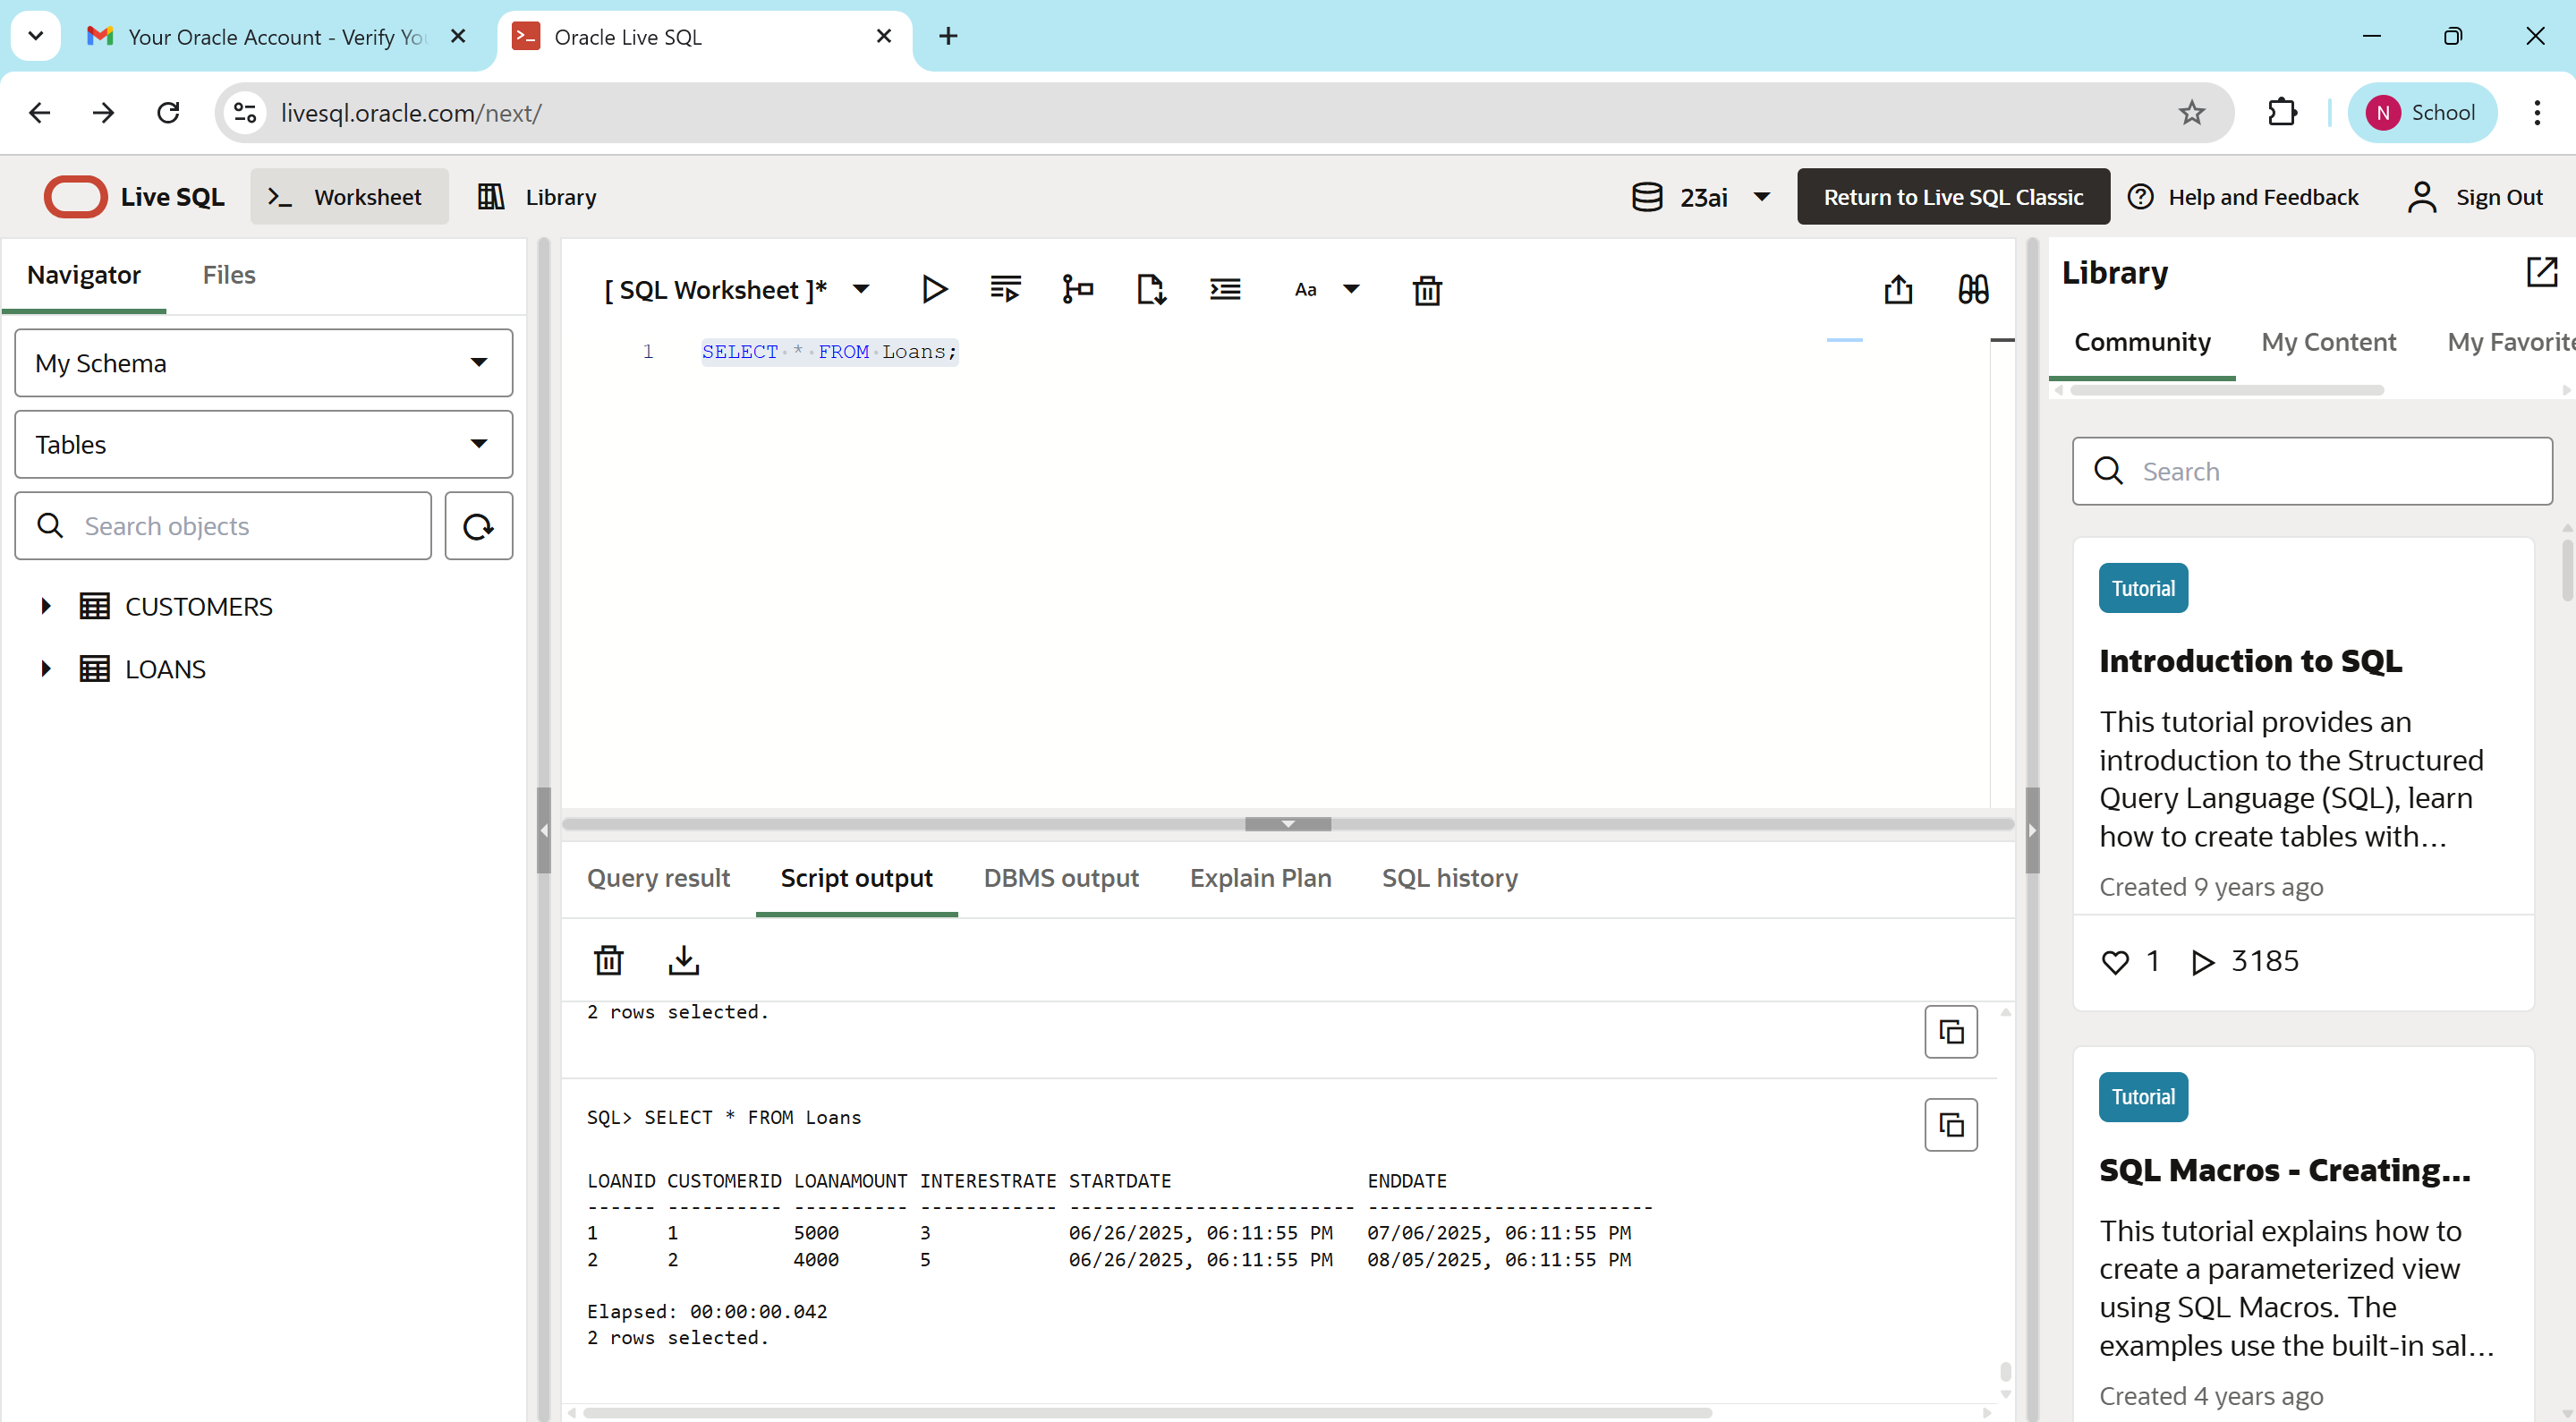 Your Oracle Account - Verify You
Oracle Live SQL
livesql.oracle.com/next/
N School
Live SQL
Worksheet
Library
23ai
Return to Live SQL Classic
Help and Feedback
Sign Out
Navigator
Files
My Schema
Tables
Search objects
CUSTOMERS
LOANS
[ SQL Worksheet ]*
Aa
1 SELECT * FROM Loans;
Query result
Script output
DBMS output
Explain Plan
SQL history
2 rows selected.
SQL> SELECT * FROM Loans
LOANID CUSTOMERID LOANAMOUNT INTERESTRATE STARTDATE ENDDATE
------ ---------- ---------- ------------ ------------------------- -------------------------
1 1 5000 3 06/26/2025, 06:11:55 PM 07/06/2025, 06:11:55 PM
2 2 4000 5 06/26/2025, 06:11:55 PM 08/05/2025, 06:11:55 PM
Elapsed: 00:00:00.042
2 rows selected.
Library
Community
My Content
My Favorite
Search
Tutorial
Introduction to SQL
This tutorial provides an
introduction to the Structured
Query Language (SQL), learn
how to create tables with...
Created 9 years ago
1 3185
Tutorial
SQL Macros - Creating...
This tutorial explains how to
create a parameterized view
using SQL Macros. The
examples use the built-in sal...
Created 4 years ago